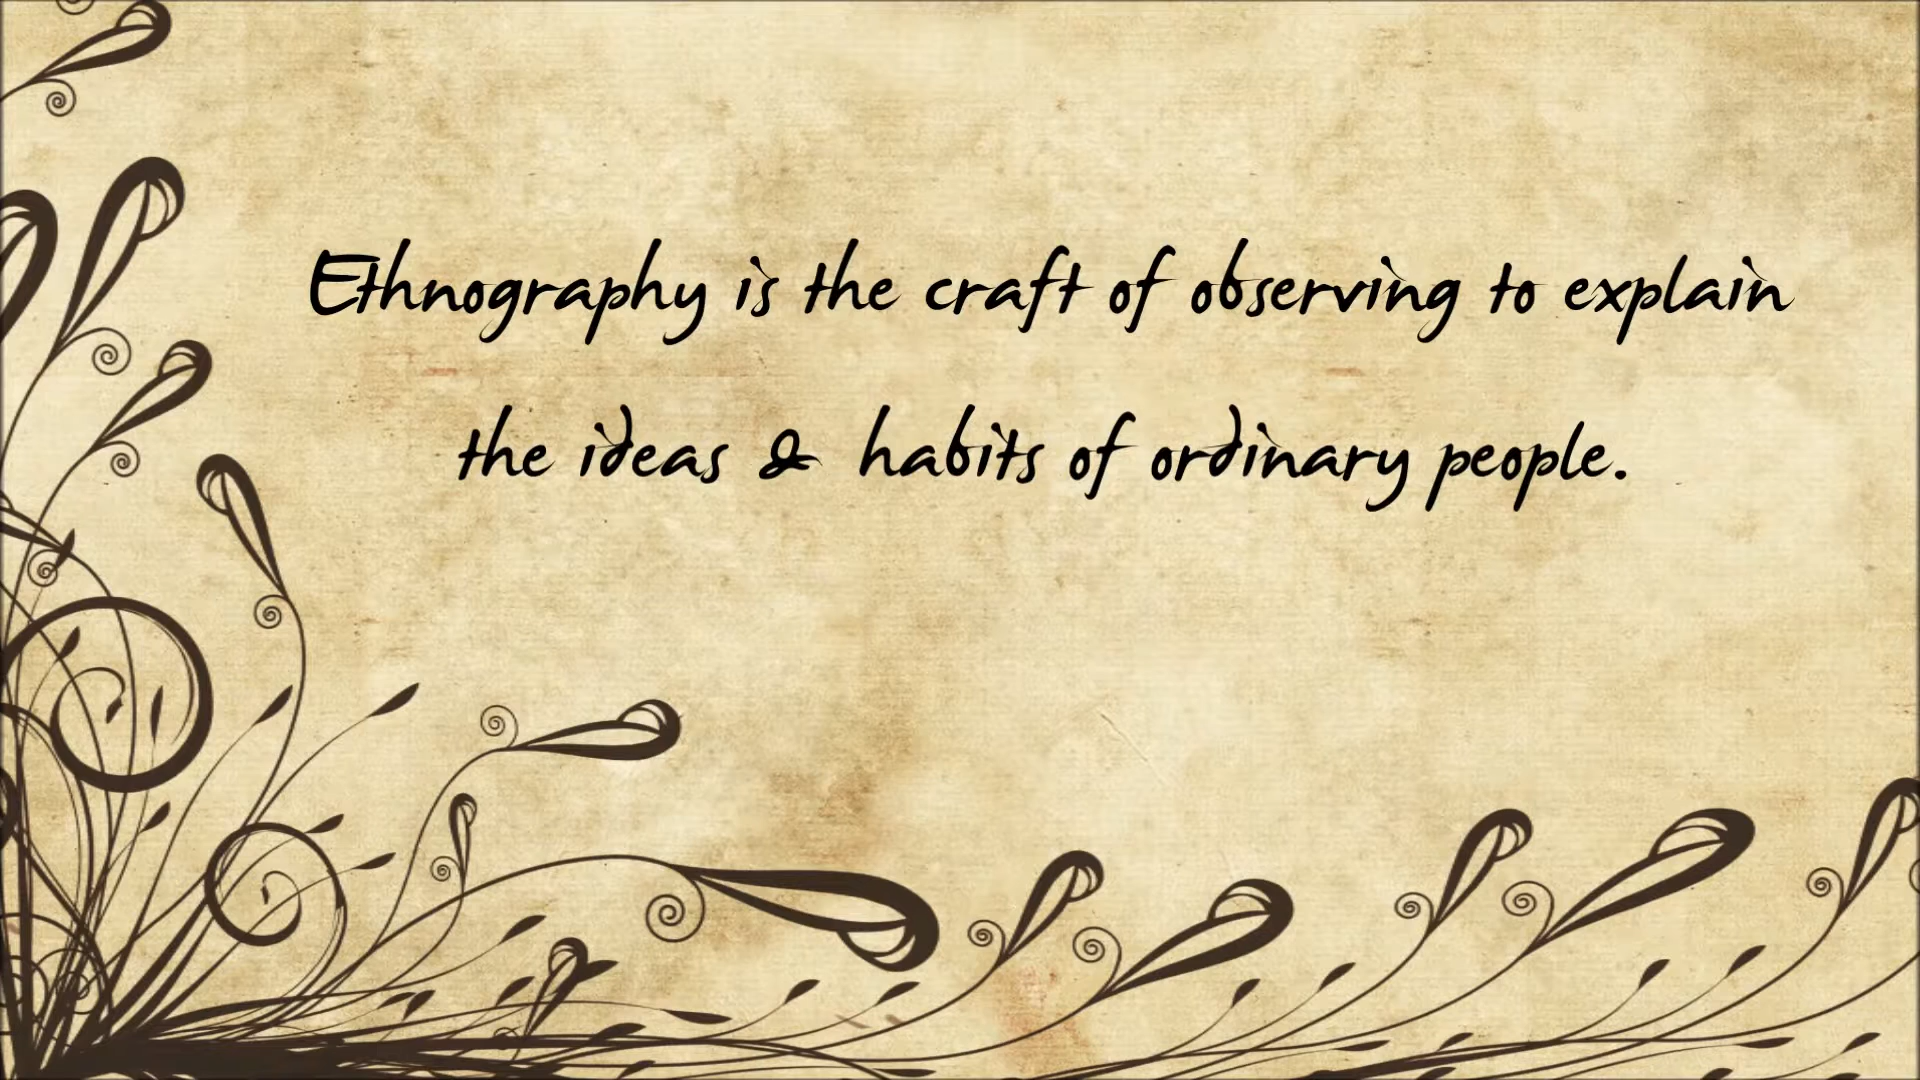 Ethnography is the craft of observing to explain
the ideas & habits of ordinary people.